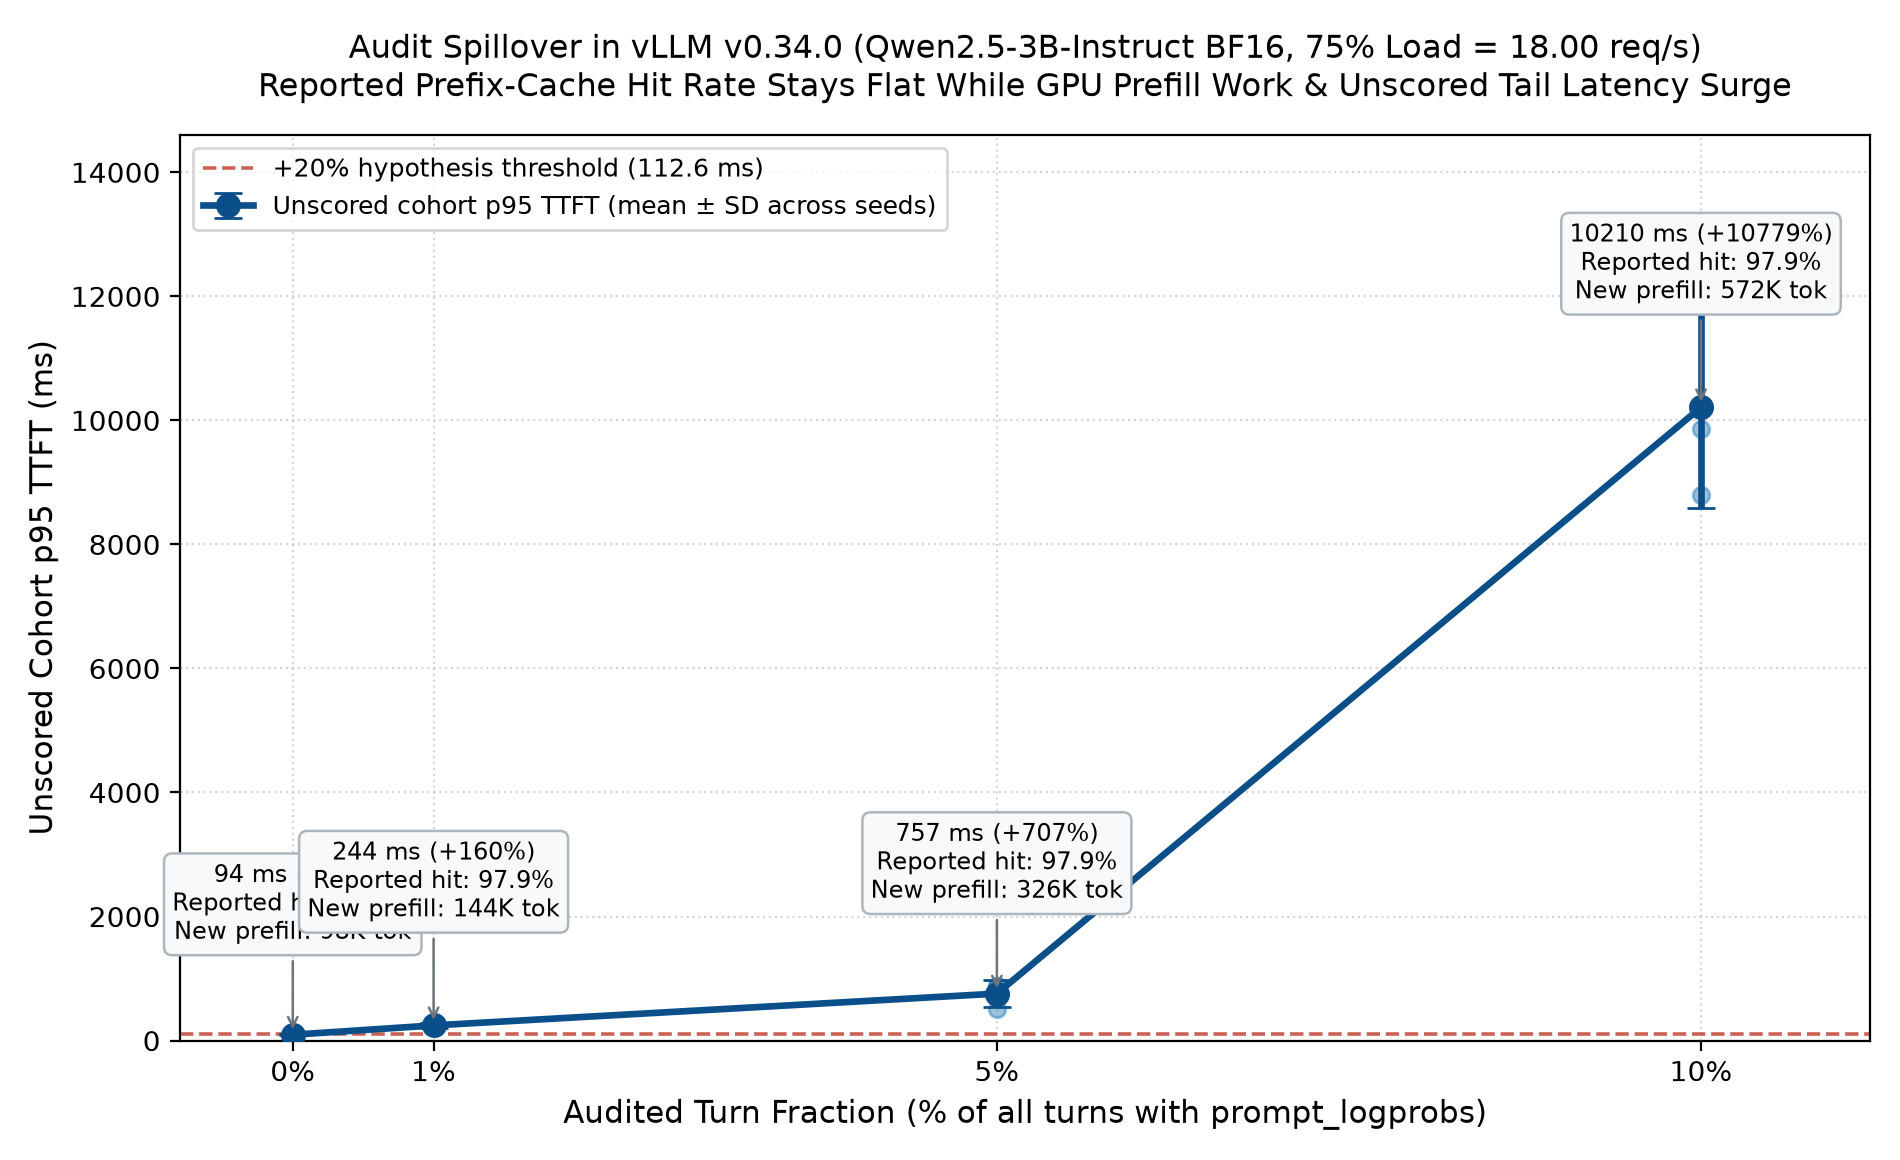 Audit Spillover in vLLM v0.34.0 (Qwen2.5-3B-Instruct BF16, 75% Load = 18.00 req/s)
Reported Prefix-Cache Hit Rate Stays Flat While GPU Prefill Work & Unscored Tail Latency Surge
+20% hypothesis threshold (112.6 ms)
Unscored cohort p95 TTFT (mean ± SD across seeds)
Unscored Cohort p95 TTFT (ms)
14000
12000
10000
8000
6000
4000
2000
0
10210 ms (+10779%)
Reported hit: 97.9%
New prefill: 572K tok
757 ms (+707%)
Reported hit: 97.9%
New prefill: 326K tok
244 ms (+160%)
Reported hit: 97.9%
New prefill: 144K tok
94 ms
Reported
New prefill: 98K tok
0%
1%
5%
10%
Audited Turn Fraction (% of all turns with prompt_logprobs)